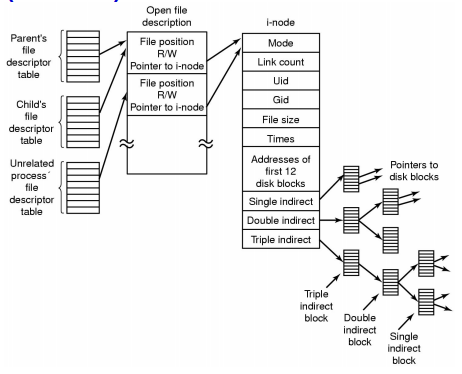 Open file
description
i-node
Parent's
file
descriptor
table
File position
R/W
Pointer to i-node
File position
R/W
Pointer to i-node
Child's
file
descriptor
table
Unrelated
process´
file
descriptor
table
Mode
Link count
Uid
Gid
File size
Times
Addresses of
first 12
disk blocks
Single indirect
Double indirect
Triple indirect
Pointers to
disk blocks
Triple
indirect
block
Double
indirect
block
Single
indirect
block